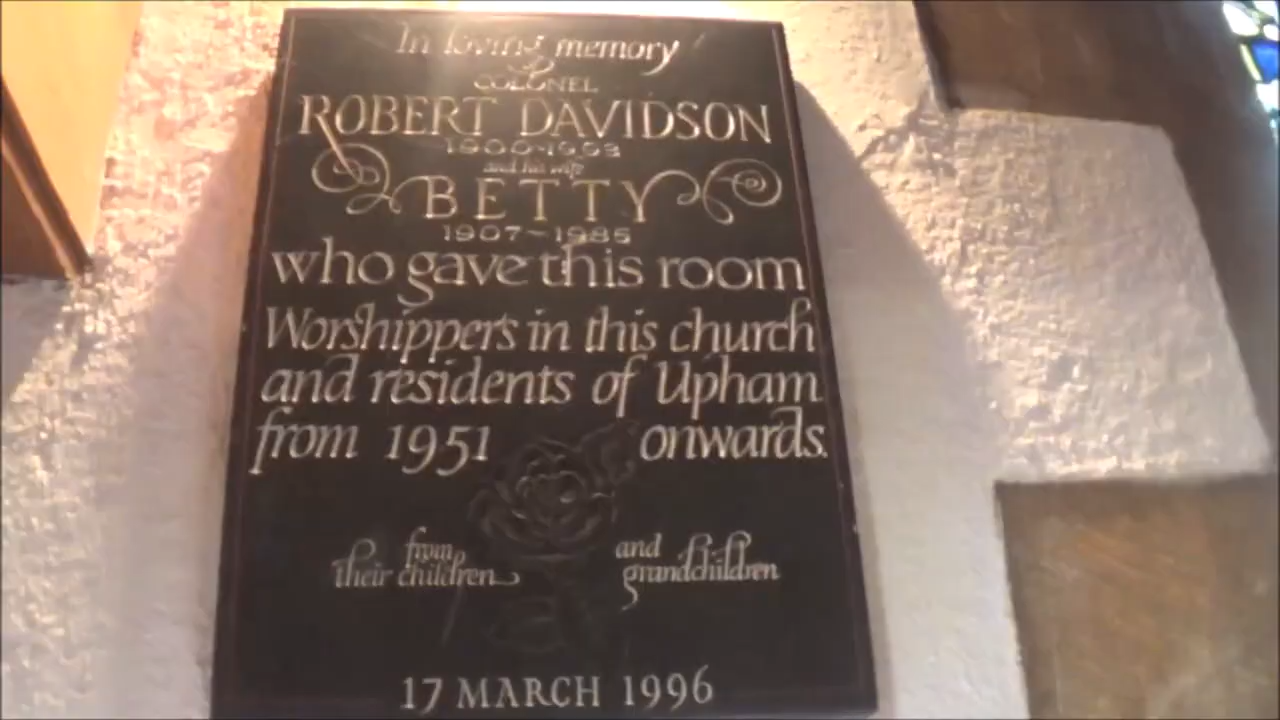 In loving memory
COLONEL
ROBERT DAVIDSON
1900~1993
and his wife
BETTY
1907~1985
who gave this room
Worshippers in this church
and residents of Upham
from 1951 onwards.
from their children and grandchildren
17 MARCH 1996